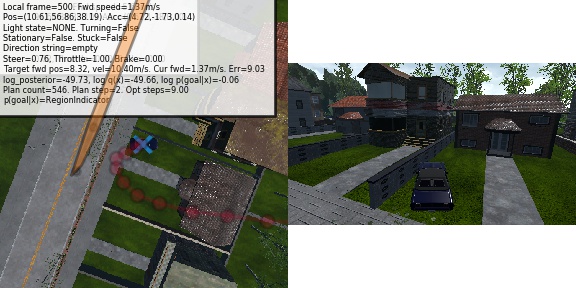 Local frame=500. Fwd speed=1.37m/s
Pos=(10.61,56.86,38.19). Acc=(4.72,-1.73,0.14)
Light state=NONE. Turning=False
Stationary=False. Stuck=False
Direction string=empty
Steer=0.76, Throttle=1.00, Brake=0.00
Target fwd pos=8.32, vel=10.40m/s. Cur fwd=1.37m/s. Err=9.03
log_posterior=-49.73, log q(x)=-49.66, log p(goal|x)=-0.06
Plan count=546. Plan step=2. Opt steps=9.00
p(goal|x)=RegionIndicator